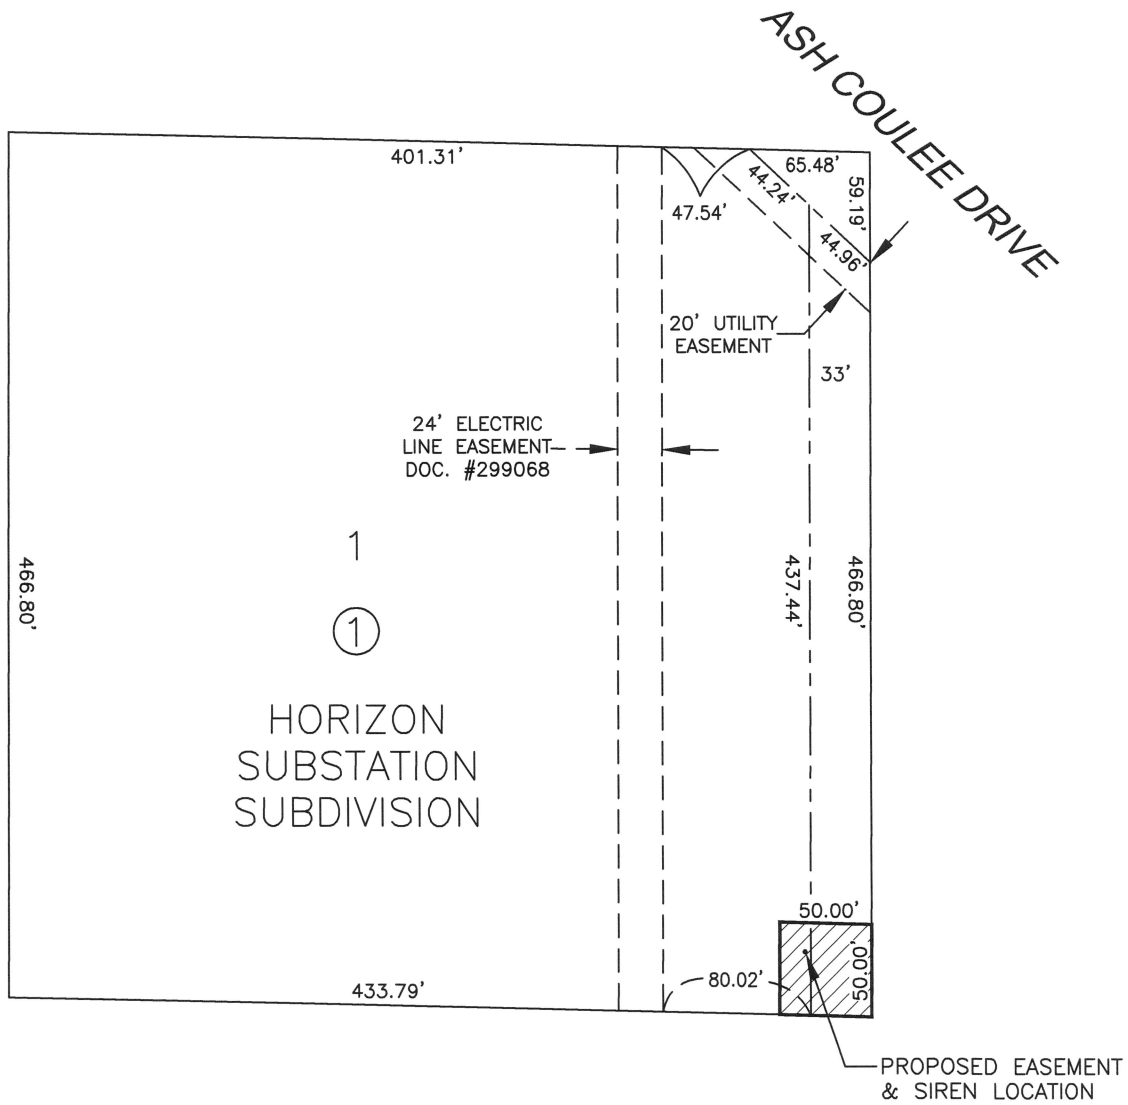 ASH COULEE DRIVE
401.31'
65.48'
44.24'
59.19'
47.54'
44.96'
20' UTILITY
EASEMENT
33'
24' ELECTRIC
LINE EASEMENT
DOC. #299068
1
466.80'
437.44'
466.80'
1
HORIZON
SUBSTATION
SUBDIVISION
50.00'
50.00'
80.02'
433.79'
PROPOSED EASEMENT
& SIREN LOCATION